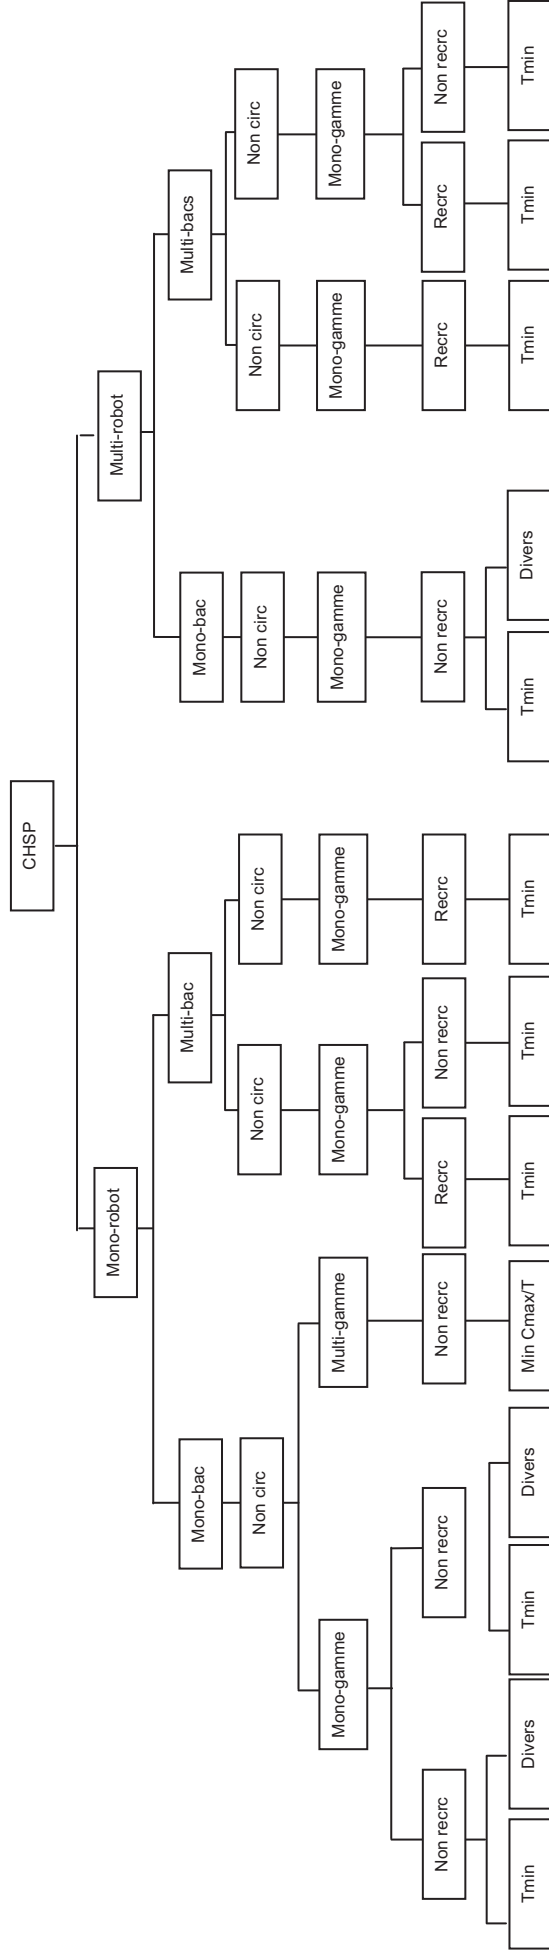 CHSP
Mono-robot
Multi-robot
Mono-bac
Multi-bac
Mono-bac
Multi-bacs
Non circ
Non circ
Non circ
Non circ
Non circ
Non circ
Mono-gamme
Multi-gamme
Mono-gamme
Mono-gamme
Mono-gamme
Mono-gamme
Mono-gamme
Non recrc
Non recrc
Non recrc
Recrc
Non recrc
Recrc
Non recrc
Recrc
Recrc
Non recrc
Tmin
Divers
Tmin
Divers
Min Cmax/T
Tmin
Tmin
Tmin
Tmin
Divers
Tmin
Tmin
Tmin